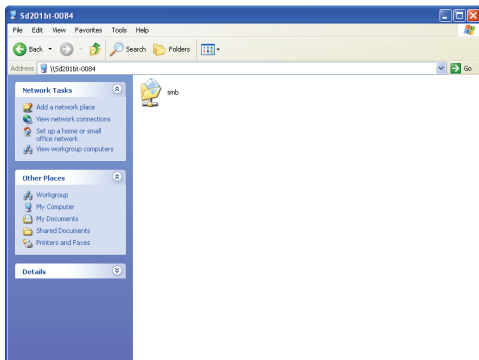 Sd201bt-0084
File Edit View Favorites Tools Help
Back Search Folders
Address \\Sd201bt-0084 Go
Network Tasks
Add a network place
View network connections
Set up a home or small
office network
View workgroup computers
Other Places
Workgroup
My Computer
My Documents
Shared Documents
Printers and Faxes
Details
smb